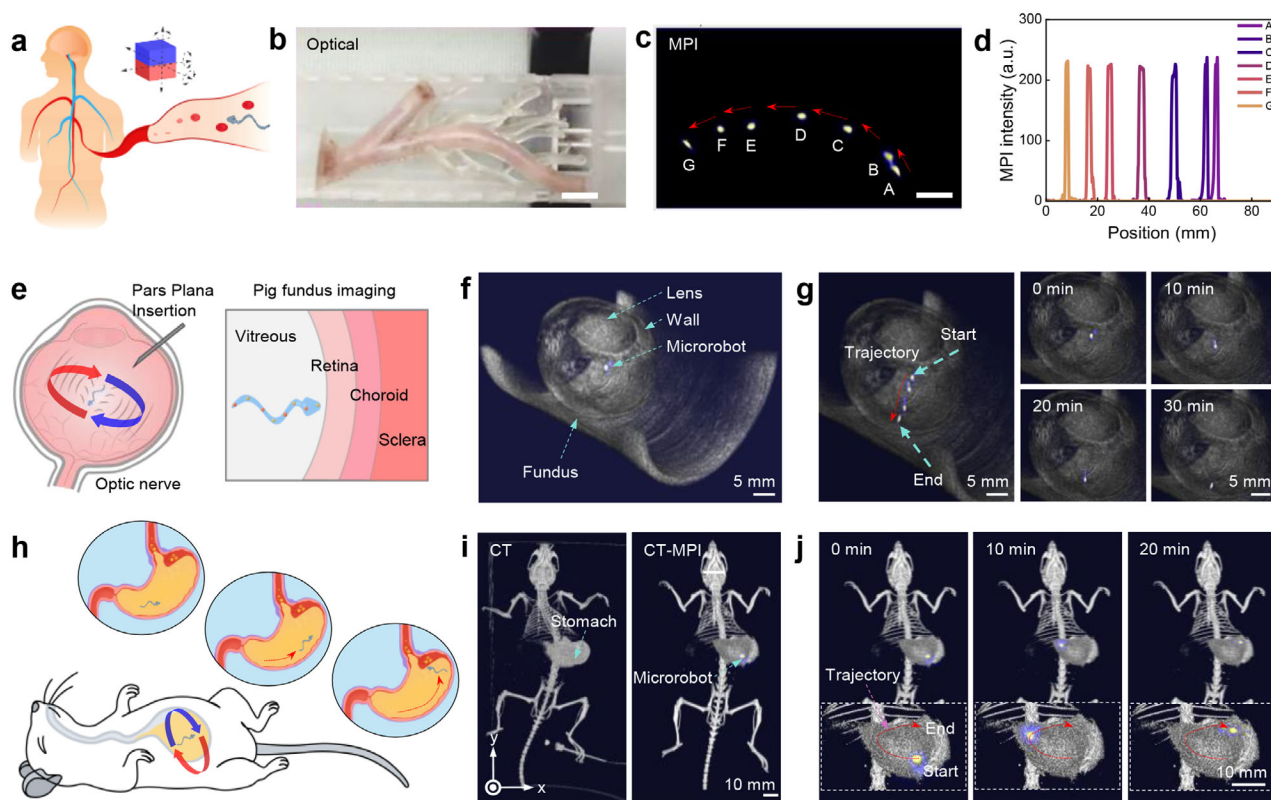 a
b
Optical
c
MPI
G
F
E
D
C
B
A
d
300
200
100
0
0
20
40
60
80
MPI intensity (a.u.)
Position (mm)
A
B
C
D
E
F
G
e
Pars Plana
Insertion
Optic nerve
Pig fundus imaging
Vitreous
Retina
Choroid
Sclera
f
Lens
Wall
Microrobot
Fundus
5 mm
g
Start
Trajectory
End
5 mm
0 min
10 min
20 min
5 mm
30 min
5 mm
h
i
CT
Stomach
y
x
CT-MPI
Microrobot
10 mm
j
0 min
Trajectory
End
Start
10 min
20 min
10 mm